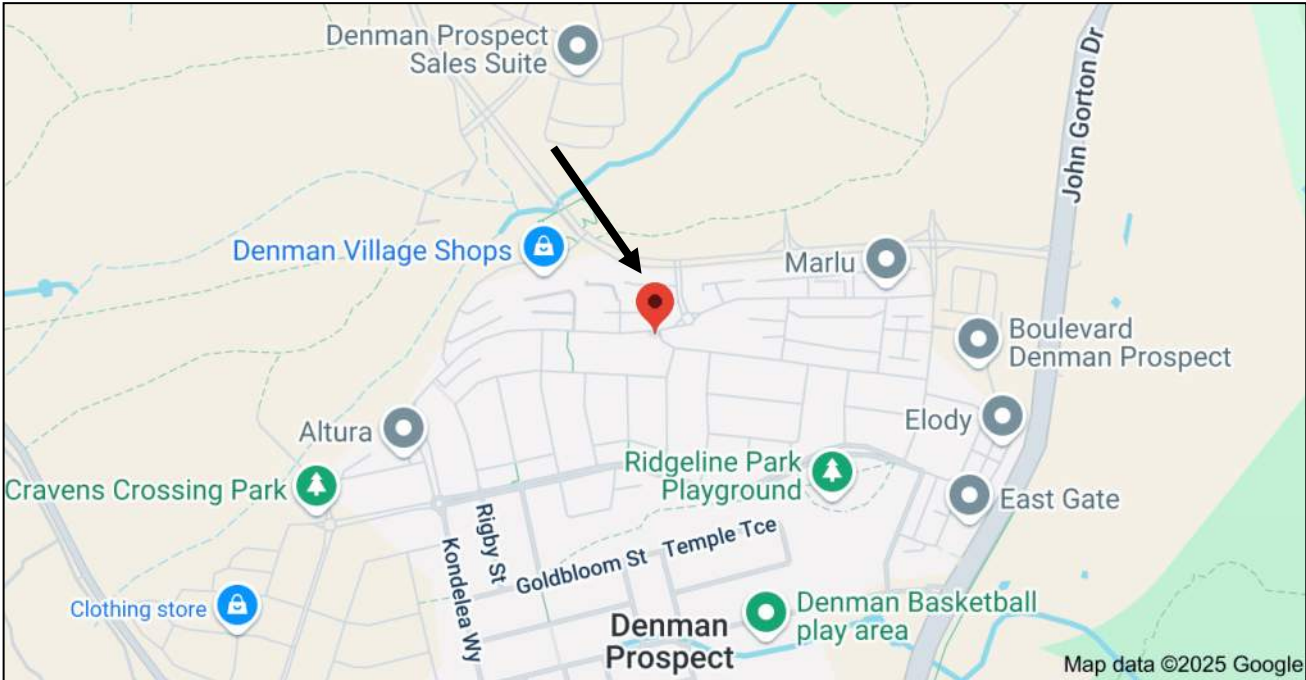 Denman Prospect
Sales Suite
John Gorton Dr
Denman Village Shops
Marlu
Boulevard
Denman Prospect
Altura
Elody
Ridgeline Park
Playground
Cravens Crossing Park
East Gate
Rigby St
Kondelea Wy
Goldbloom St
Temple Tce
Clothing store
Denman Basketball
play area
Denman
Prospect
Map data ©2025 Google